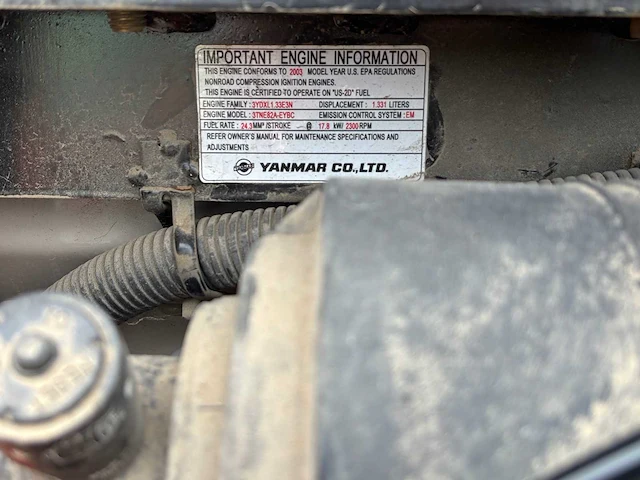 IMPORTANT ENGINE INFORMATION
THIS ENGINE CONFORMS TO 2003 MODEL YEAR U.S. EPA REGULATIONS
NONROAD COMPRESSION IGNITION ENGINES.
THIS ENGINE IS CERTIFIED TO OPERATE ON "US-2D" FUEL
ENGINE FAMILY : 3YDXL1.33E3N DISPLACEMENT : 1.331 LITERS
ENGINE MODEL : 3TNE82A-EYBC EMISSION CONTROL SYSTEM : EM
FUEL RATE : 24.3MM³/STROKE @ 17.8 kW/ 2300 RPM
REFER OWNER'S MANUAL FOR MAINTENANCE SPECIFICATIONS AND
ADJUSTMENTS
YANMAR CO.,LTD.